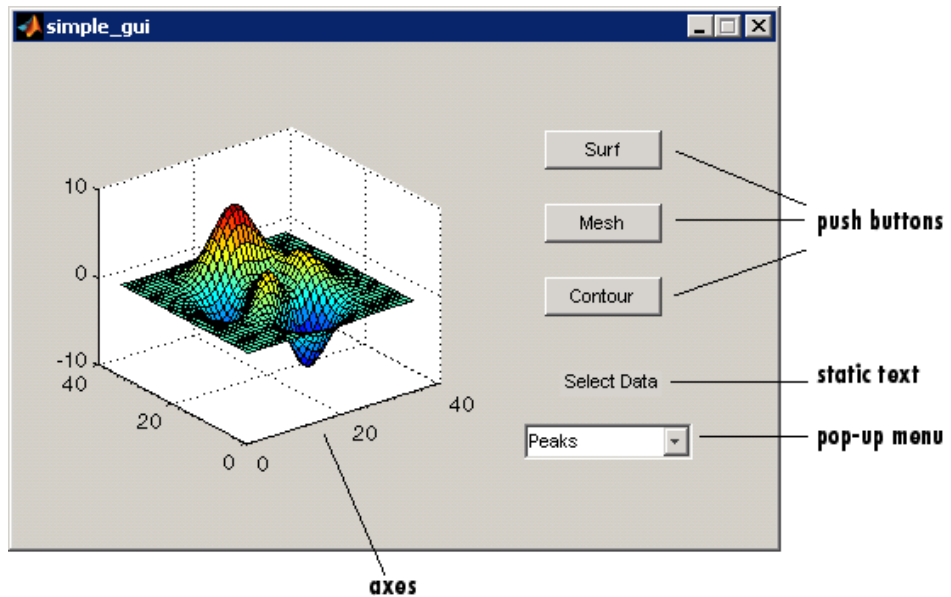 simple_gui
Surf
Mesh
Contour
push buttons
Select Data
static text
Peaks
pop-up menu
10
0
-10
40
20
0
0
20
40
axes